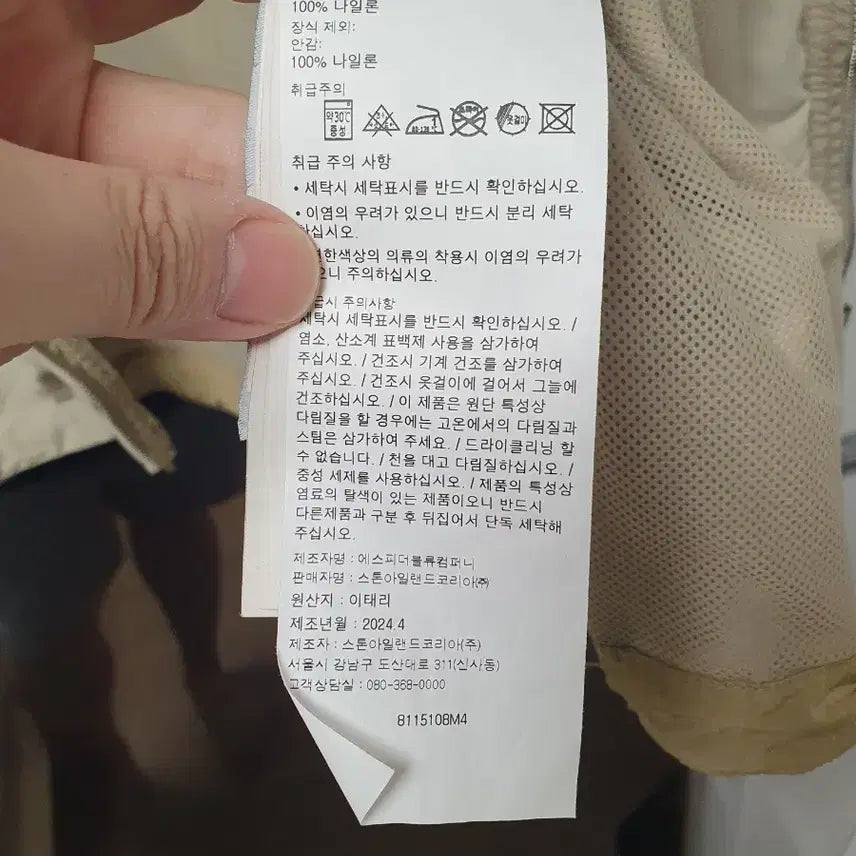 100% 나일론
장식 제외:
안감:
100% 나일론
취급주의
약30℃
중성
옷걸이
취급 주의 사항
• 세탁시 세탁표시를 반드시 확인하십시오.
• 이염의 우려가 있으니 반드시 분리 세탁
하십시오.
연한색상의 의류의 착용시 이염의 우려가
주의하십시오.
주의사항
세탁시 세탁표시를 반드시 확인하십시오. /
염소, 산소계 표백제 사용을 삼가하여
주십시오. / 건조시 기계 건조를 삼가하여
주십시오. / 건조시 옷걸이에 걸어서 그늘에
건조하십시오. / 이 제품은 원단 특성상
다림질을 할 경우에는 고온에서의 다림질과
스팀은 삼가하여 주세요. / 드라이클리닝 할
수 없습니다. / 천을 대고 다림질하십시오. /
중성 세제를 사용하십시오. / 제품의 특성상
염료의 탈색이 있는 제품이오니 반드시
다른제품과 구분 후 뒤집어서 단독 세탁해
주십시오.
제조자명 : 에스피더블류컴퍼니
판매자명 : 스톤아일랜드코리아(주)
원산지 : 이태리
제조년월 : 2024.4
제조자 : 스톤아일랜드코리아(주)
서울시 강남구 도산대로 311(신사동)
고객상담실 : 080-368-0000
8115108M4